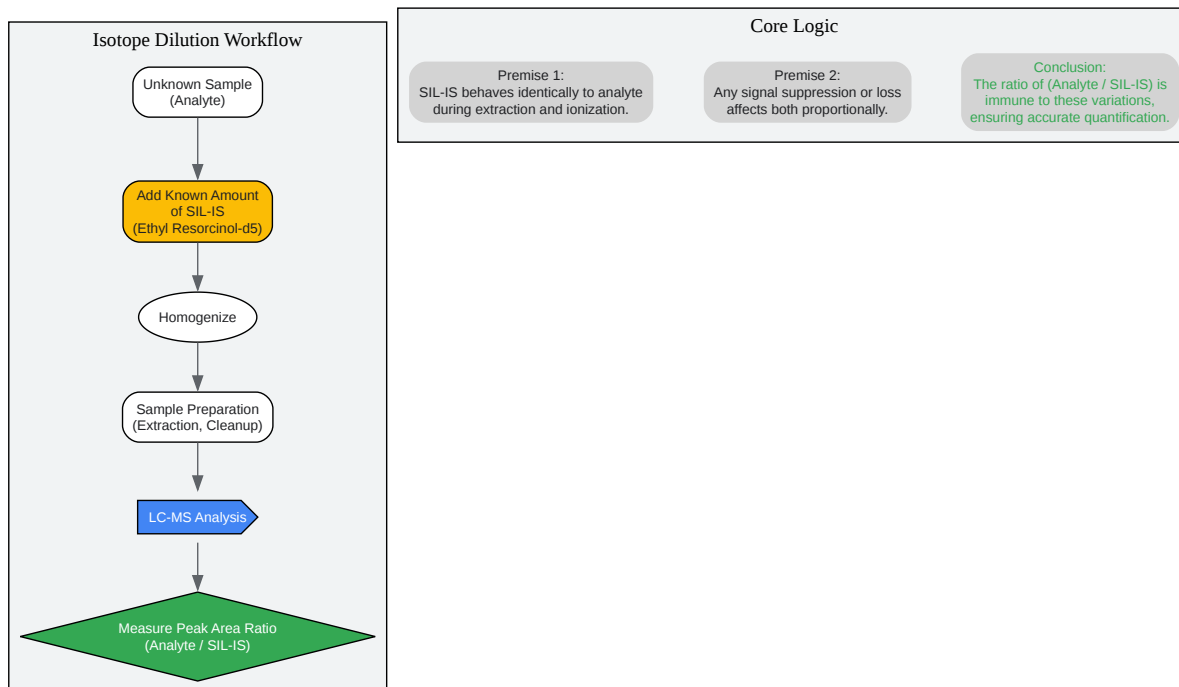 Isotope Dilution Workflow
Unknown Sample
(Analyte)
Add Known Amount
of SIL-IS
(Ethyl Resorcinol-d5)
Homogenize
Sample Preparation
(Extraction, Cleanup)
LC-MS Analysis
Measure Peak Area Ratio
(Analyte / SIL-IS)
Core Logic
Premise 1:
SIL-IS behaves identically to analyte
during extraction and ionization.
Premise 2:
Any signal suppression or loss
affects both proportionally.
Conclusion:
The ratio of (Analyte / SIL-IS) is
immune to these variations,
ensuring accurate quantification.